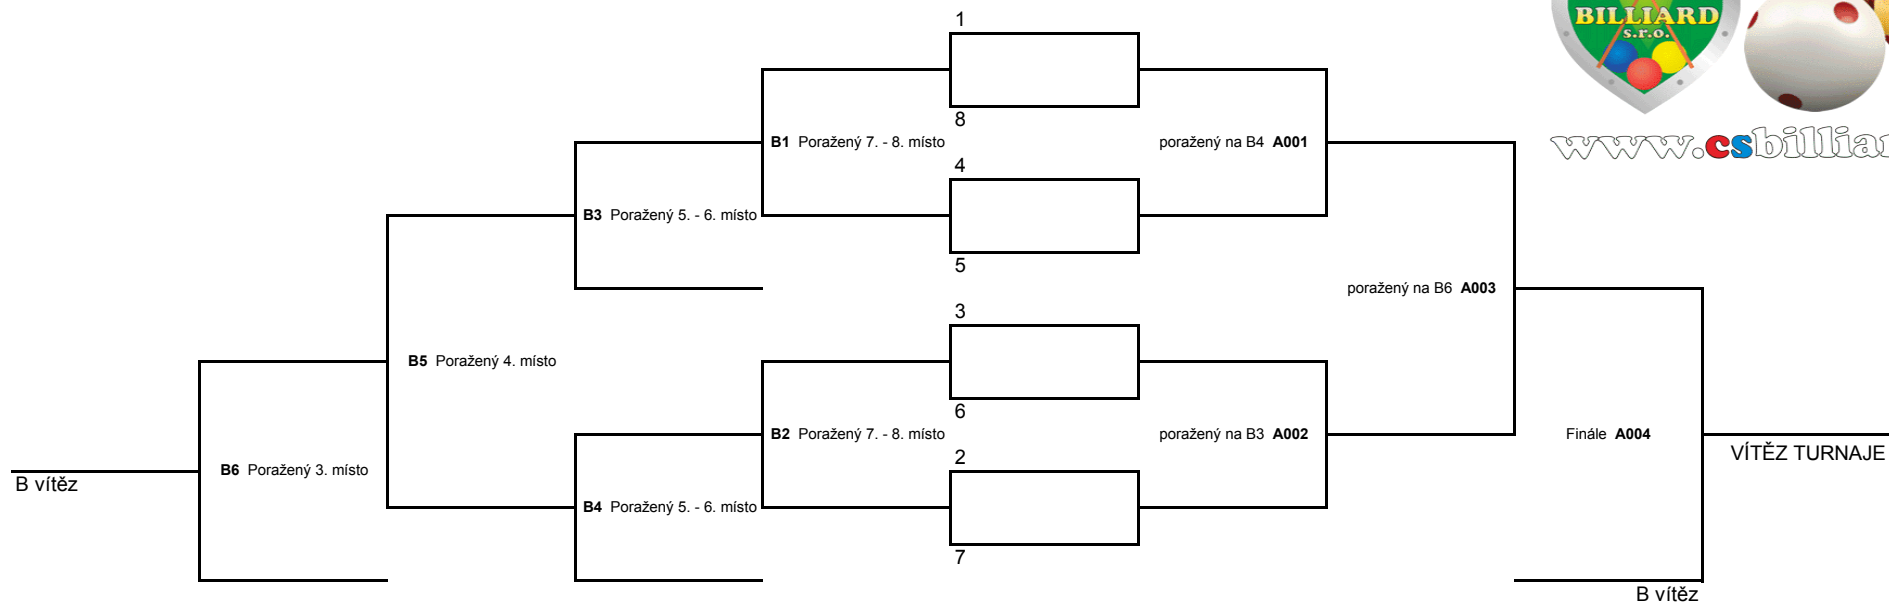 1
BILLIARD
s.r.o.
8
B1 Poražený 7. - 8. místo
poražený na B4 A001
www.csbillia
4
B3 Poražený 5. - 6. místo
5
poražený na B6 A003
3
B5 Poražený 4. místo
6
B2 Poražený 7. - 8. místo
poražený na B3 A002
Finále A004
2
VÍTĚZ TURNAJE
B6 Poražený 3. místo
B vítěz
B4 Poražený 5. - 6. místo
7
B vítěz